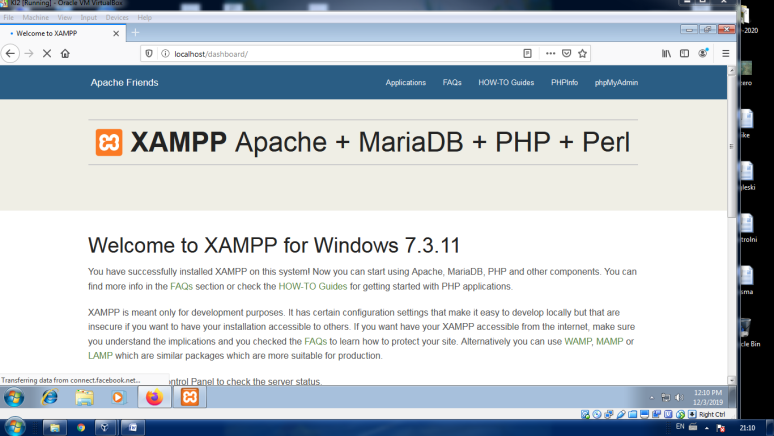 KI2 [Running] - Oracle VM VirtualBox
File Machine View Input Devices Help
Welcome to XAMPP
localhost/dashboard/
Apache Friends Applications FAQs HOW-TO Guides PHPInfo phpMyAdmin
XAMPP Apache + MariaDB + PHP + Perl
Welcome to XAMPP for Windows 7.3.11
You have successfully installed XAMPP on this system! Now you can start using Apache, MariaDB, PHP and other components. You can
find more info in the FAQs section or check the HOW-TO Guides for getting started with PHP applications.
XAMPP is meant only for development purposes. It has certain configuration settings that make it easy to develop locally but that are
insecure if you want to have your installation accessible to others. If you want have your XAMPP accessible from the internet, make sure
you understand the implications and you checked the FAQs to learn how to protect your site. Alternatively you can use WAMP, MAMP or
LAMP which are similar packages which are more suitable for production.
Transferring data from connect.facebook.net...
ntrol Panel to check the server status.
12:10 PM
12/3/2019
Right Ctrl
EN
21:10
-2020
cle Bin